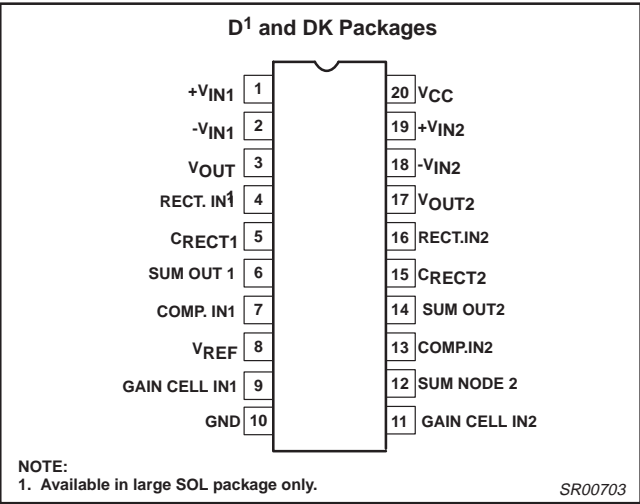 D1 and DK Packages
+VIN1 1
-VIN1 2
VOUT 3
RECT. IN1 4
CRECT1 5
SUM OUT 1 6
COMP. IN1 7
VREF 8
GAIN CELL IN1 9
GND 10
20 VCC
19 +VIN2
18 -VIN2
17 VOUT2
16 RECT.IN2
15 CRECT2
14 SUM OUT2
13 COMP.IN2
12 SUM NODE 2
11 GAIN CELL IN2
NOTE:
1. Available in large SOL package only.
SR00703